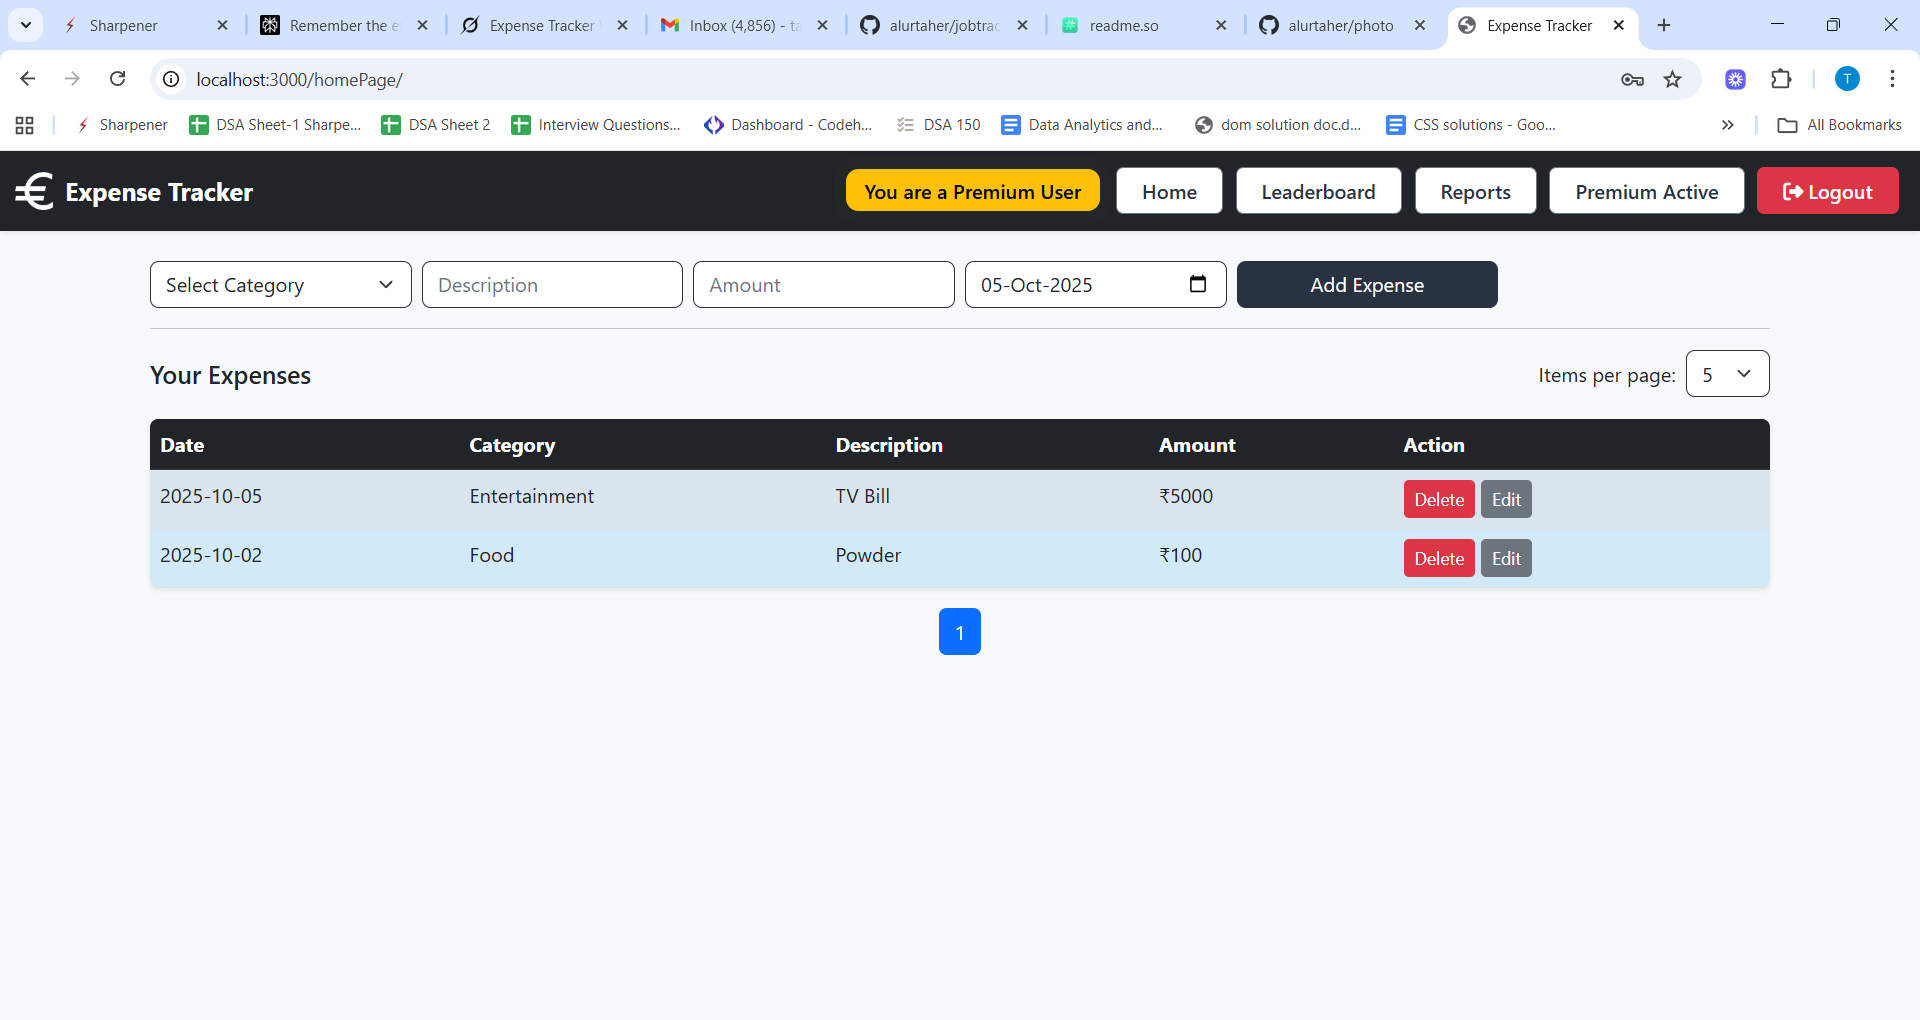 Sharpener
Remember the e
Expense Tracker
Inbox (4,856) - ta
alurtaher/jobtrac
readme.so
alurtaher/photo
Expense Tracker
localhost:3000/homePage/
T
Sharpener
DSA Sheet-1 Sharpe...
DSA Sheet 2
Interview Questions...
Dashboard - Codeh...
DSA 150
Data Analytics and...
dom solution doc.d...
CSS solutions - Goo...
All Bookmarks
Expense Tracker
You are a Premium User
Home
Leaderboard
Reports
Premium Active
Logout
Select Category
Description
Amount
05-Oct-2025
Add Expense
Your Expenses
Items per page: 5
Date Category Description Amount Action
2025-10-05 Entertainment TV Bill ₹5000 Delete Edit
2025-10-02 Food Powder ₹100 Delete Edit
1